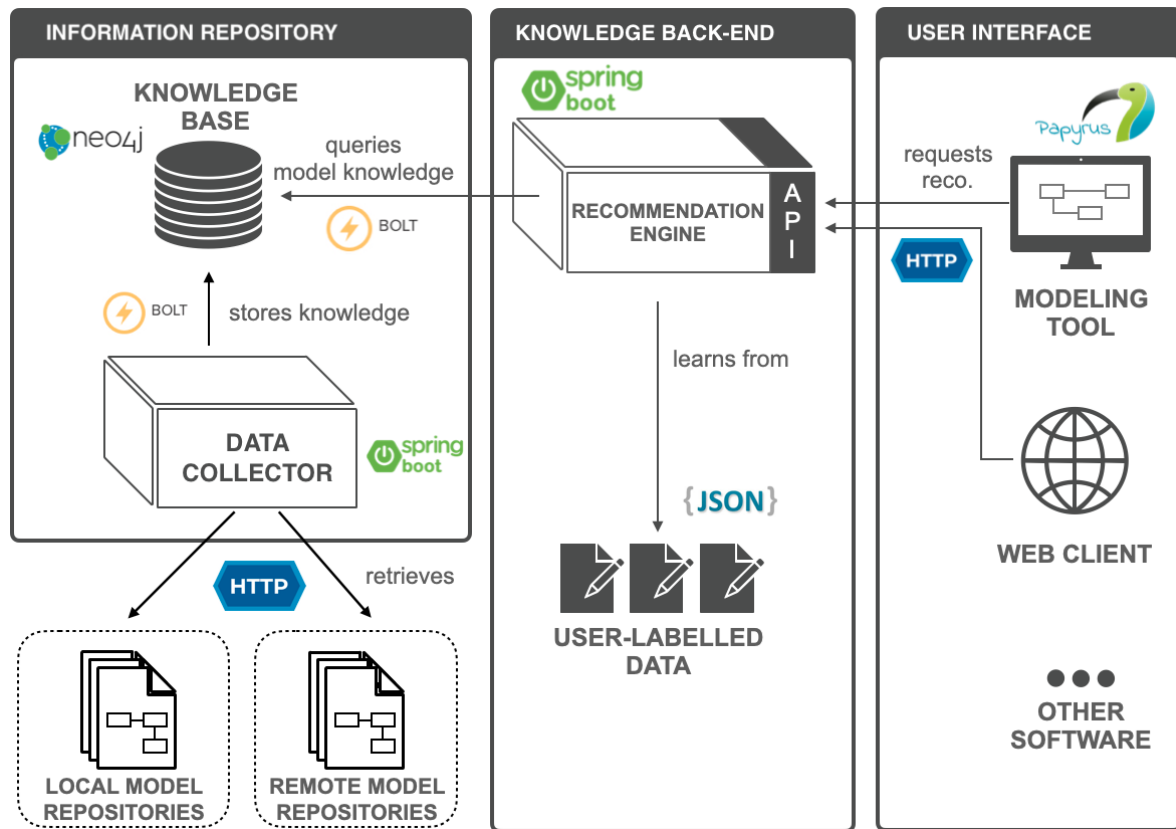 INFORMATION REPOSITORY
KNOWLEDGE
BASE
neo4j
queries
model knowledge
BOLT
BOLT
stores knowledge
DATA
COLLECTOR
spring
boot
HTTP
retrieves
LOCAL MODEL
REPOSITORIES
REMOTE MODEL
REPOSITORIES
KNOWLEDGE BACK-END
spring
boot
RECOMMENDATION
ENGINE
A
P
I
learns from
{JSON}
USER-LABELLED
DATA
USER INTERFACE
Papyrus
requests
reco.
HTTP
MODELING
TOOL
WEB CLIENT
OTHER
SOFTWARE